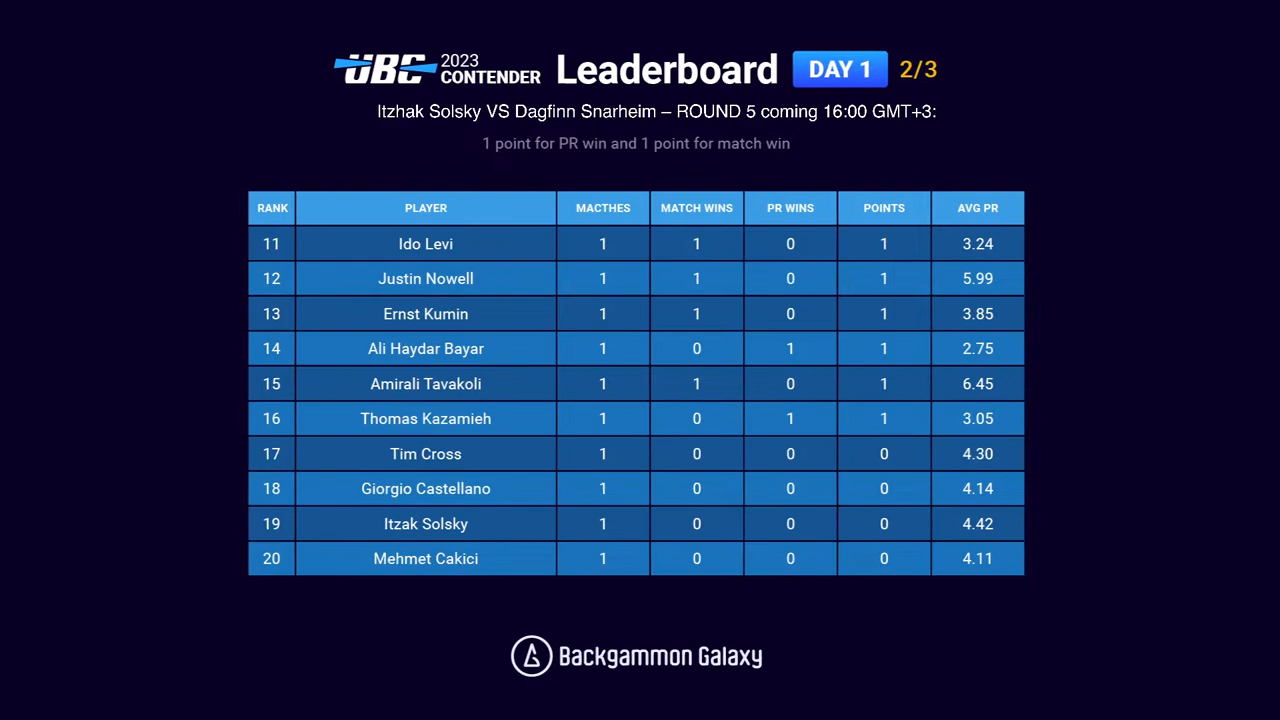 UBC 2023 CONTENDER Leaderboard DAY 1 2/3
Itzhak Solsky VS Dagfinn Snarheim – ROUND 5 coming 16:00 GMT+3:
1 point for PR win and 1 point for match win
RANK PLAYER MACTHES MATCH WINS PR WINS POINTS AVG PR
11 Ido Levi 1 1 0 1 3.24
12 Justin Nowell 1 1 0 1 5.99
13 Ernst Kumin 1 1 0 1 3.85
14 Ali Haydar Bayar 1 0 1 1 2.75
15 Amirali Tavakoli 1 1 0 1 6.45
16 Thomas Kazamieh 1 0 1 1 3.05
17 Tim Cross 1 0 0 0 4.30
18 Giorgio Castellano 1 0 0 0 4.14
19 Itzak Solsky 1 0 0 0 4.42
20 Mehmet Cakici 1 0 0 0 4.11
Backgammon Galaxy